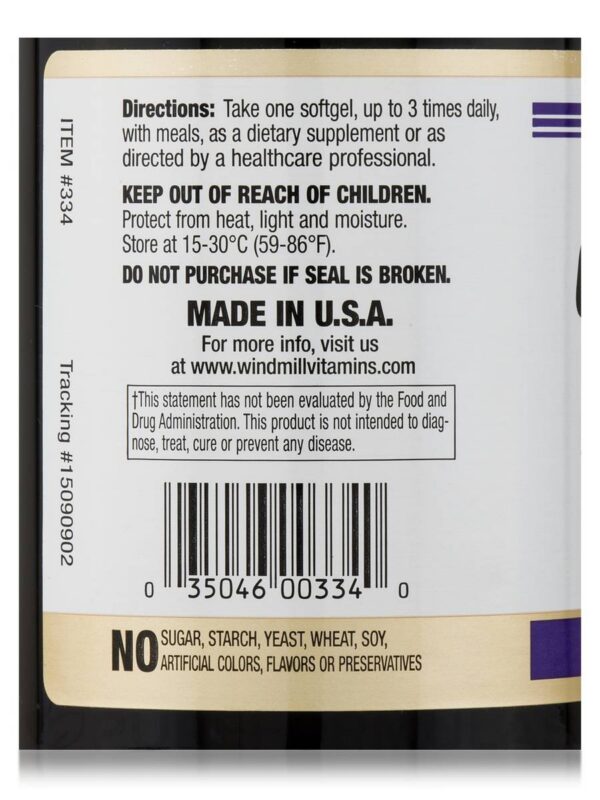 Directions: Take one softgel, up to 3 times daily,
with meals, as a dietary supplement or as
directed by a healthcare professional.
KEEP OUT OF REACH OF CHILDREN.
Protect from heat, light and moisture.
Store at 15-30°C (59-86°F).
DO NOT PURCHASE IF SEAL IS BROKEN.
MADE IN U.S.A.
For more info, visit us
at www.windmillvitamins.com
†This statement has not been evaluated by the Food and
Drug Administration. This product is not intended to diag-
nose, treat, cure or prevent any disease.
0 35046 00334 0
NO SUGAR, STARCH, YEAST, WHEAT, SOY,
ARTIFICIAL COLORS, FLAVORS OR PRESERVATIVES
ITEM #334
Tracking #15090902